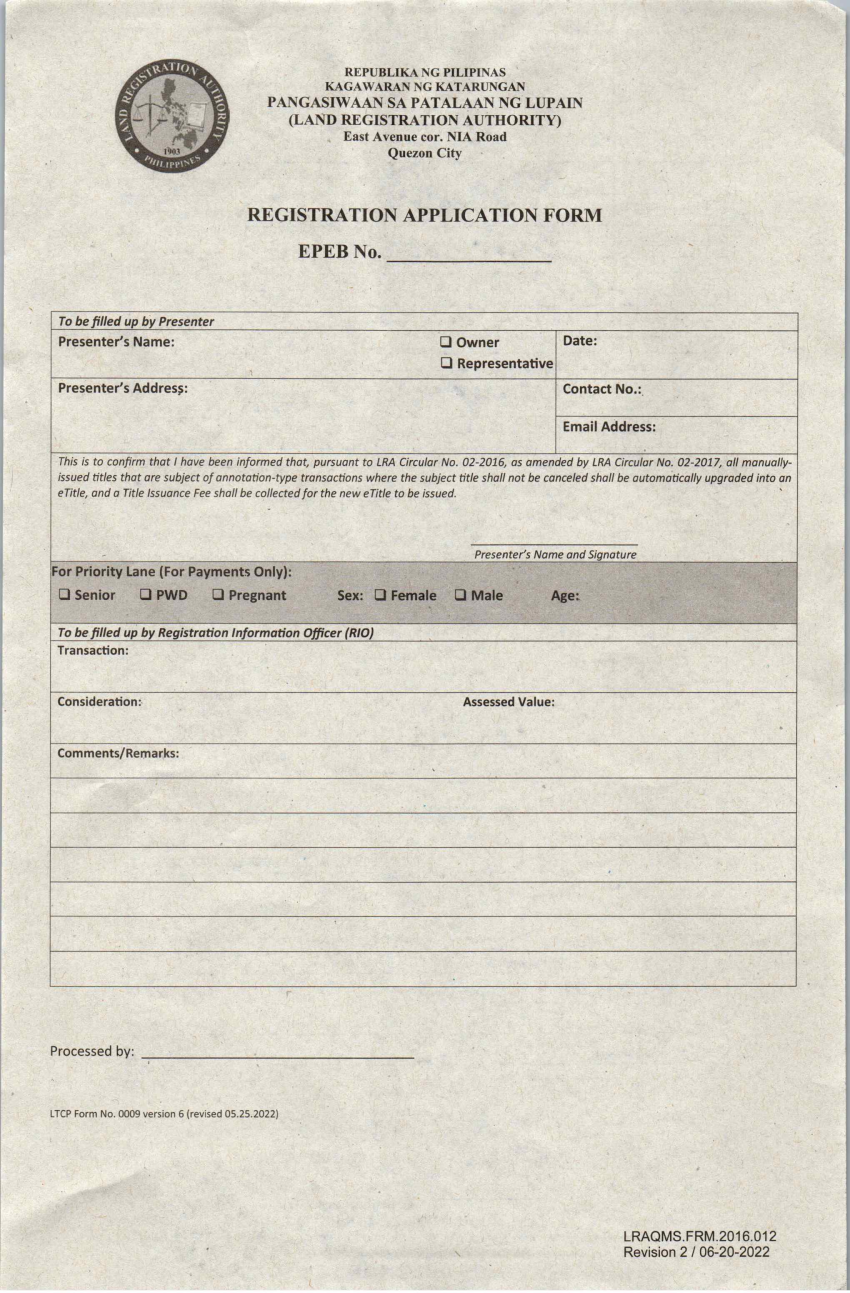 LAND REGISTRATION AUTHORITY
1903
• PHILIPPINES •
REPUBLIKA NG PILIPINAS
KAGAWARAN NG KATARUNGAN
PANGASIWAAN SA PATALAAN NG LUPAIN
(LAND REGISTRATION AUTHORITY)
East Avenue cor. NIA Road
Quezon City
REGISTRATION APPLICATION FORM
EPEB No. _______________
To be filled up by Presenter
Presenter's Name: ❑ Owner Date:
❑ Representative
Presenter's Address: Contact No.:
Email Address:
This is to confirm that I have been informed that, pursuant to LRA Circular No. 02-2016, as amended by LRA Circular No. 02-2017, all manually-
issued titles that are subject of annotation-type transactions where the subject title shall not be canceled shall be automatically upgraded into an
eTitle, and a Title Issuance Fee shall be collected for the new eTitle to be issued.
Presenter's Name and Signature
For Priority Lane (For Payments Only):
❑ Senior ❑ PWD ❑ Pregnant Sex: ❑ Female ❑ Male Age:
To be filled up by Registration Information Officer (RIO)
Transaction:
Consideration: Assessed Value:
Comments/Remarks:
Processed by: _______________
LTCP Form No. 0009 version 6 (revised 05.25.2022)
LRAQMS.FRM.2016.012
Revision 2 / 06-20-2022